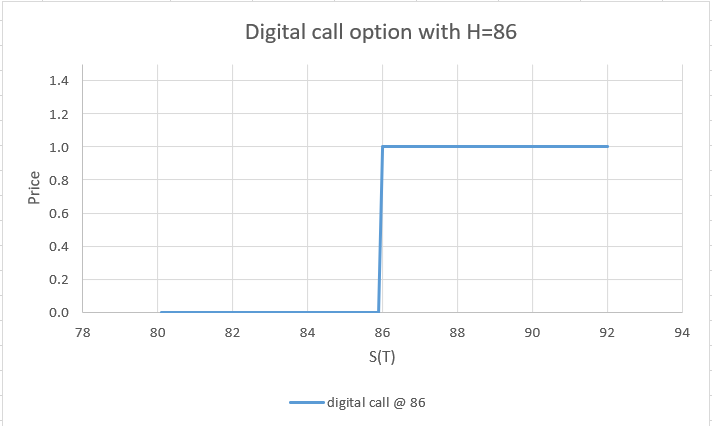 Digital call option with H=86
1.4
1.2
1.0
0.8
0.6
0.4
0.2
0.0
Price
78 80 82 84 86 88 90 92 94
S(T)
digital call @ 86